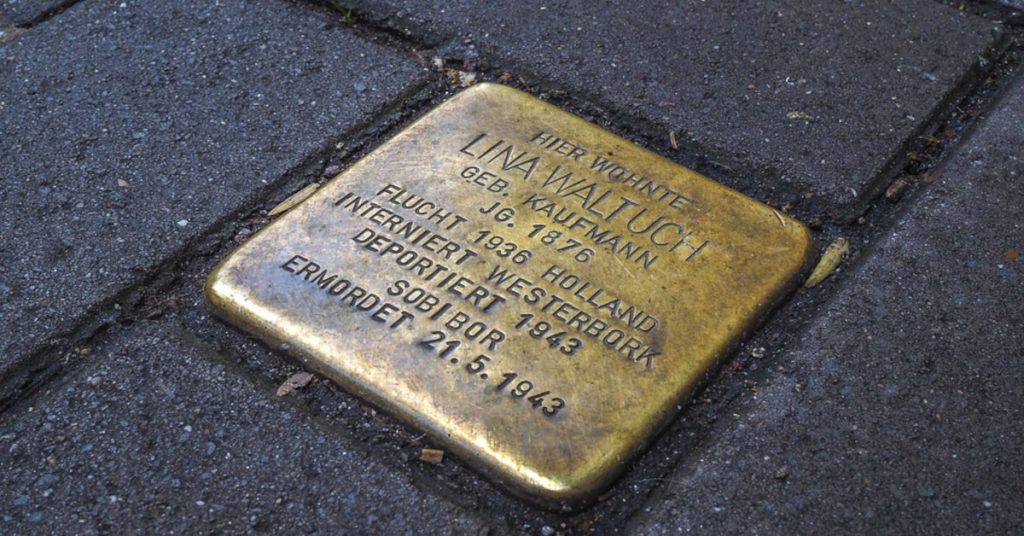 HIER WOHNTE
LINA WALTUCH
GEB. KAUFMANN
JG. 1876
FLUCHT 1936 HOLLAND
INTERNIERT WESTERBORK
DEPORTIERT 1943
SOBIBOR
ERMORDET 21.5.1943